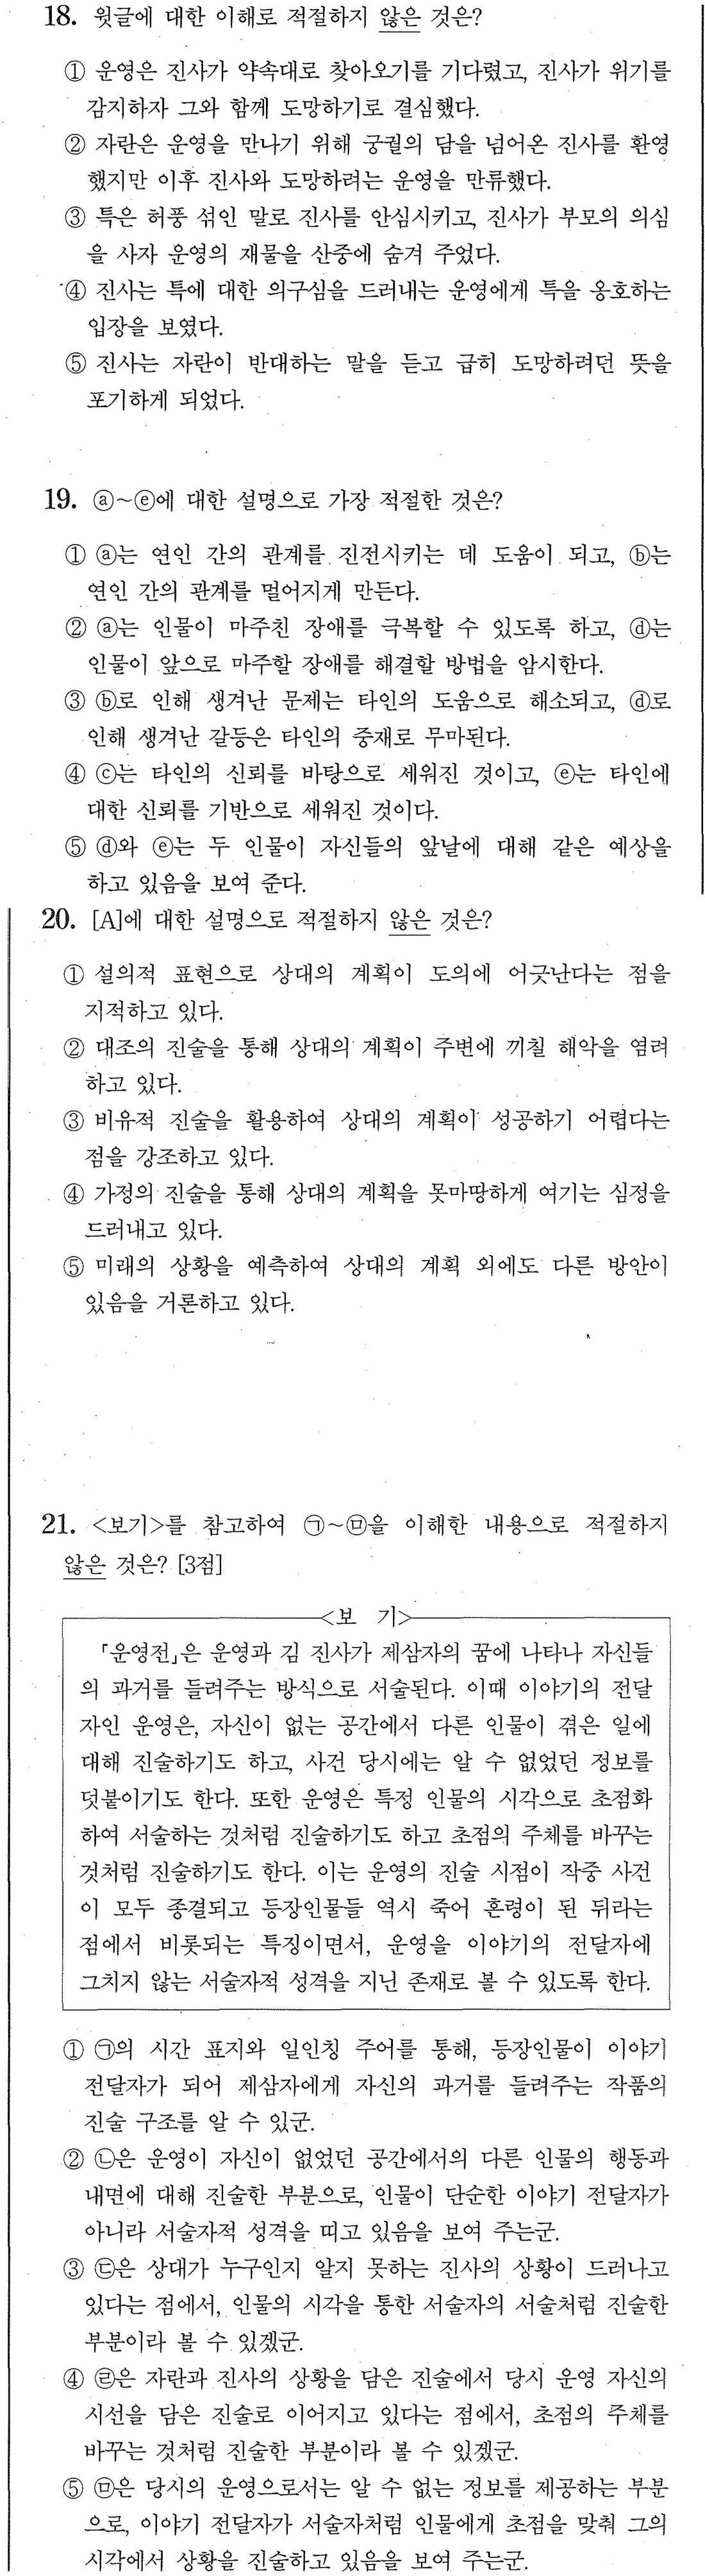 18. 윗글에 대한 이해로 적절하지 않은 것은?
① 운영은 진사가 약속대로 찾아오기를 기다렸고, 진사가 위기를
감지하자 그와 함께 도망하기로 결심했다.
② 자란은 운영을 만나기 위해 궁궐의 담을 넘어온 진사를 환영
했지만 이후 진사와 도망하려는 운영을 만류했다.
③ 특은 허풍 섞인 말로 진사를 안심시키고, 진사가 부모의 의심
을 사자 운영의 재물을 산중에 숨겨 주었다.
④ 진사는 특에 대한 의구심을 드러내는 운영에게 특을 옹호하는
입장을 보였다.
⑤ 진사는 자란이 반대하는 말을 듣고 급히 도망하려던 뜻을
포기하게 되었다.
19. ⓐ~ⓔ에 대한 설명으로 가장 적절한 것은?
① ⓐ는 연인 간의 관계를 진전시키는 데 도움이 되고, ⓑ는
연인 간의 관계를 멀어지게 만든다.
② ⓐ는 인물이 마주친 장애를 극복할 수 있도록 하고, ⓓ는
인물이 앞으로 마주할 장애를 해결할 방법을 암시한다.
③ ⓑ로 인해 생겨난 문제는 타인의 도움으로 해소되고, ⓓ로
인해 생겨난 갈등은 타인의 중재로 무마된다.
④ ⓒ는 타인의 신뢰를 바탕으로 세워진 것이고, ⓔ는 타인에
대한 신뢰를 기반으로 세워진 것이다.
⑤ ⓓ와 ⓔ는 두 인물이 자신들의 앞날에 대해 같은 예상을
하고 있음을 보여 준다.
20. [A]에 대한 설명으로 적절하지 않은 것은?
① 설의적 표현으로 상대의 계획이 도의에 어긋난다는 점을
지적하고 있다.
② 대조의 진술을 통해 상대의 계획이 주변에 끼칠 해악을 염려
하고 있다.
③ 비유적 진술을 활용하여 상대의 계획이 성공하기 어렵다는
점을 강조하고 있다.
④ 가정의 진술을 통해 상대의 계획을 못마땅하게 여기는 심정을
드러내고 있다.
⑤ 미래의 상황을 예측하여 상대의 계획 외에도 다른 방안이
있음을 거론하고 있다.
21. <보기>를 참고하여 ㉠~㉤을 이해한 내용으로 적절하지
않은 것은? [3점]
<보 기>
「운영전」은 운영과 김 진사가 제삼자의 꿈에 나타나 자신들
의 과거를 들려주는 방식으로 서술된다. 이때 이야기의 전달
자인 운영은, 자신이 없는 공간에서 다른 인물이 겪은 일에
대해 진술하기도 하고, 사건 당시에는 알 수 없었던 정보를
덧붙이기도 한다. 또한 운영은 특정 인물의 시각으로 초점화
하여 서술하는 것처럼 진술하기도 하고 초점의 주체를 바꾸는
것처럼 진술하기도 한다. 이는 운영의 진술 시점이 작중 사건
이 모두 종결되고 등장인물들 역시 죽어 혼령이 된 뒤라는
점에서 비롯되는 특징이면서, 운영을 이야기의 전달자에
그치지 않는 서술자적 성격을 지닌 존재로 볼 수 있도록 한다.
① ㉠의 시간 표지와 일인칭 주어를 통해, 등장인물이 이야기
전달자가 되어 제삼자에게 자신의 과거를 들려주는 작품의
진술 구조를 알 수 있군.
② ㉡은 운영이 자신이 없었던 공간에서의 다른 인물의 행동과
내면에 대해 진술한 부분으로, 인물이 단순한 이야기 전달자가
아니라 서술자적 성격을 띠고 있음을 보여 주는군.
③ ㉢은 상대가 누구인지 알지 못하는 진사의 상황이 드러나고
있다는 점에서, 인물의 시각을 통한 서술자의 서술처럼 진술한
부분이라 볼 수 있겠군.
④ ㉣은 자란과 진사의 상황을 담은 진술에서 당시 운영 자신의
시선을 담은 진술로 이어지고 있다는 점에서, 초점의 주체를
바꾸는 것처럼 진술한 부분이라 볼 수 있겠군.
⑤ ㉤은 당시의 운영으로서는 알 수 없는 정보를 제공하는 부분
으로, 이야기 전달자가 서술자처럼 인물에게 초점을 맞춰 그의
시각에서 상황을 진술하고 있음을 보여 주는군.